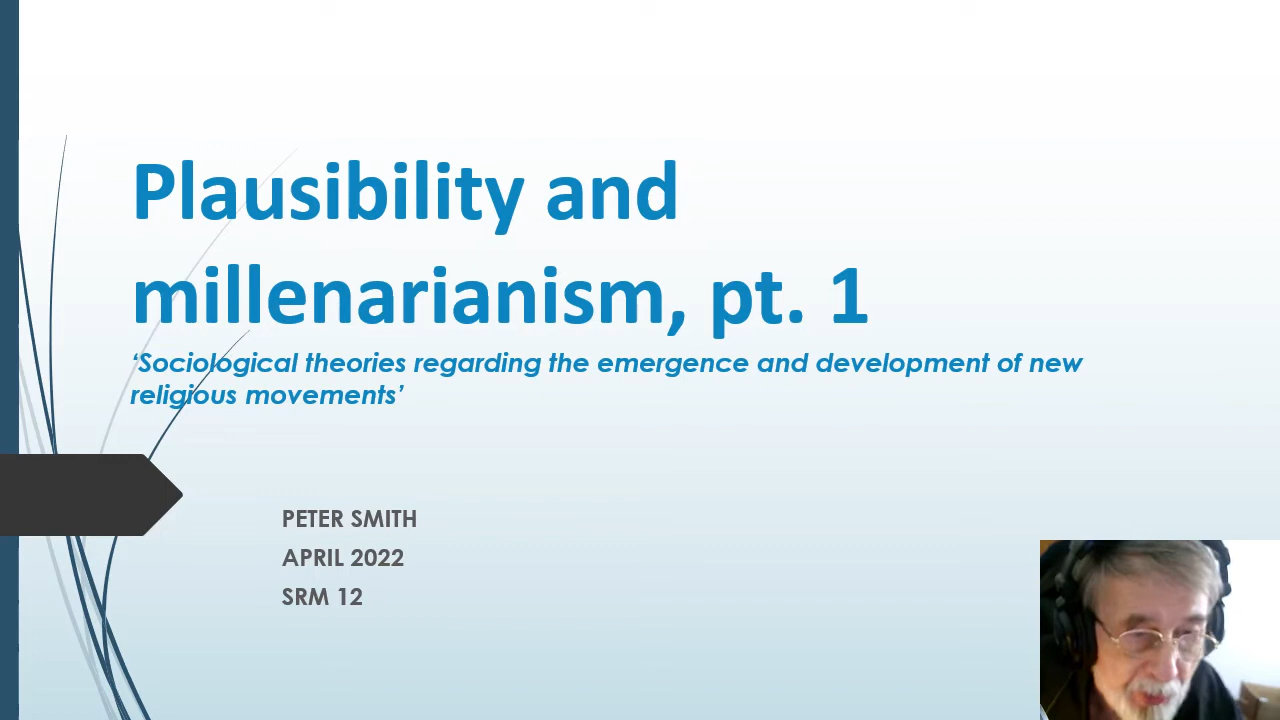 Plausibility and
millenarianism, pt. 1
‘Sociological theories regarding the emergence and development of new
religious movements’
PETER SMITH
APRIL 2022
SRM 12